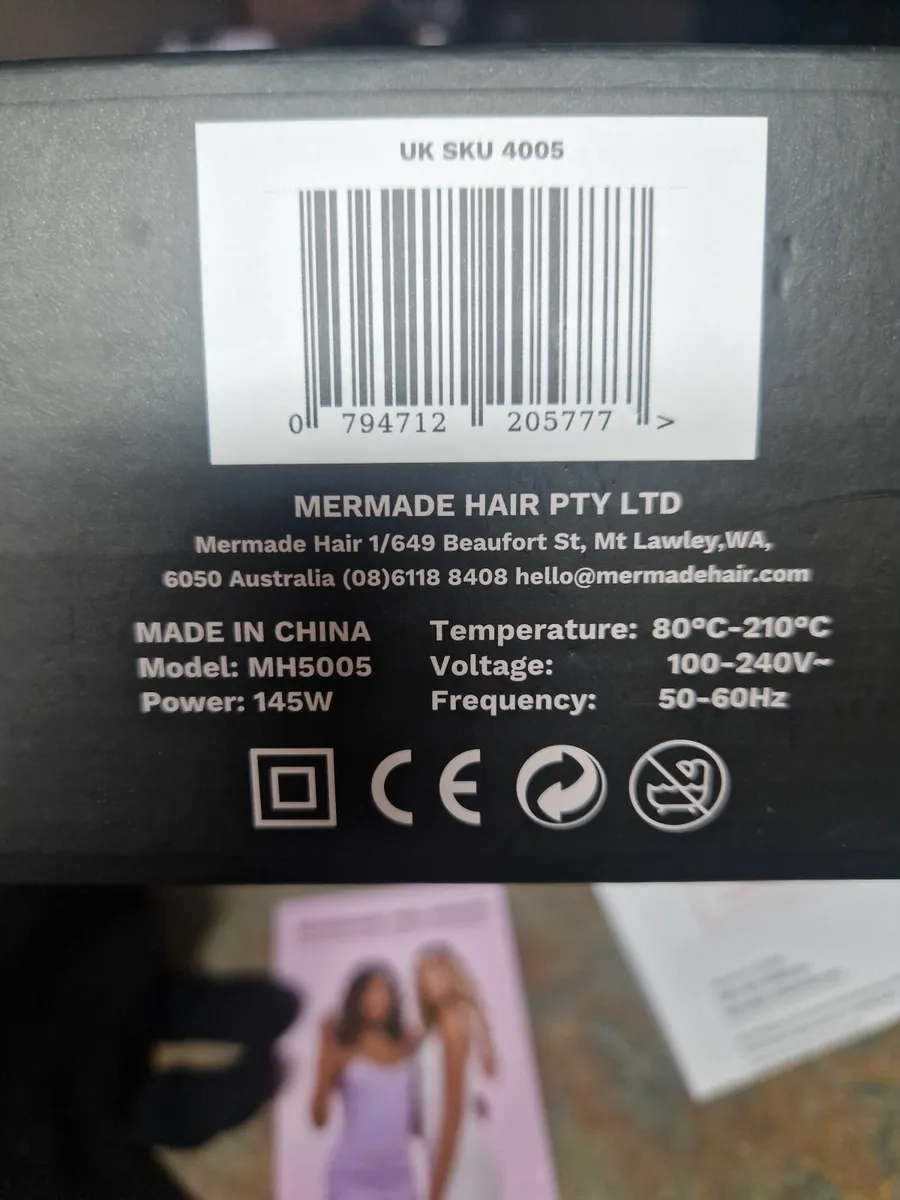 UK SKU 4005
0 794712 205777 >
MERMADE HAIR PTY LTD
Mermade Hair 1/649 Beaufort St, Mt Lawley,WA,
6050 Australia (08)6118 8408 hello@mermadehair.com
MADE IN CHINA
Model: MH5005
Power: 145W
Temperature: 80°C-210°C
Voltage: 100-240V~
Frequency: 50-60Hz
CE